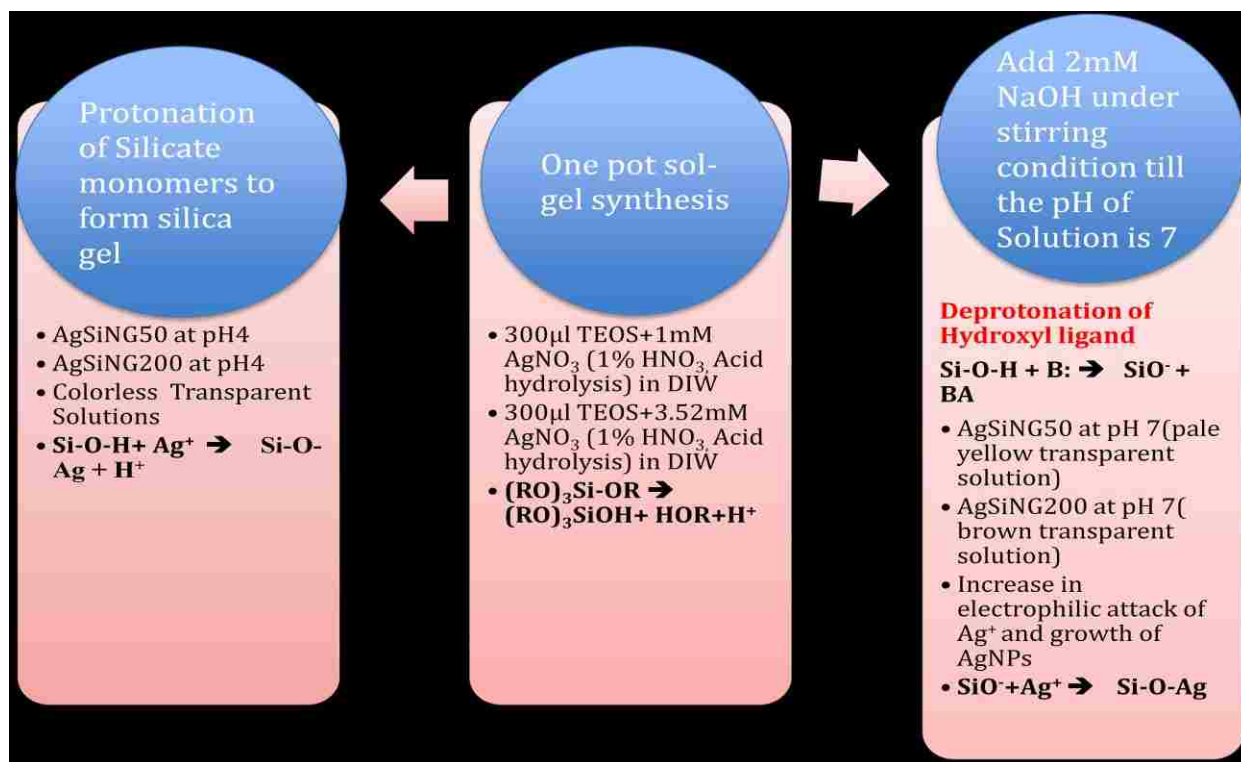 Protonation
of Silicate
monomers to
form silica
gel
• AgSiNG50 at pH4
• AgSiNG200 at pH4
• Colorless Transparent
Solutions
• Si-O-H+ Ag⁺ ➔ Si-O-
Ag + H⁺
One pot sol-
gel synthesis
• 300µl TEOS+1mM
AgNO₃ (1% HNO₃, Acid
hydrolysis) in DIW
• 300µl TEOS+3.52mM
AgNO₃ (1% HNO₃, Acid
hydrolysis) in DIW
• (RO)₃Si-OR ➔
(RO)₃SiOH+ HOR+H⁺
Add 2mM
NaOH under
stirring
condition till
the pH of
Solution is 7
Deprotonation of
Hydroxyl ligand
Si-O-H + B: ➔ SiO⁻ +
BA
• AgSiNG50 at pH 7(pale
yellow transparent
solution)
• AgSiNG200 at pH 7(
brown transparent
solution)
• Increase in
electrophilic attack of
Ag⁺ and growth of
AgNPs
• SiO⁻+Ag⁺ ➔ Si-O-Ag